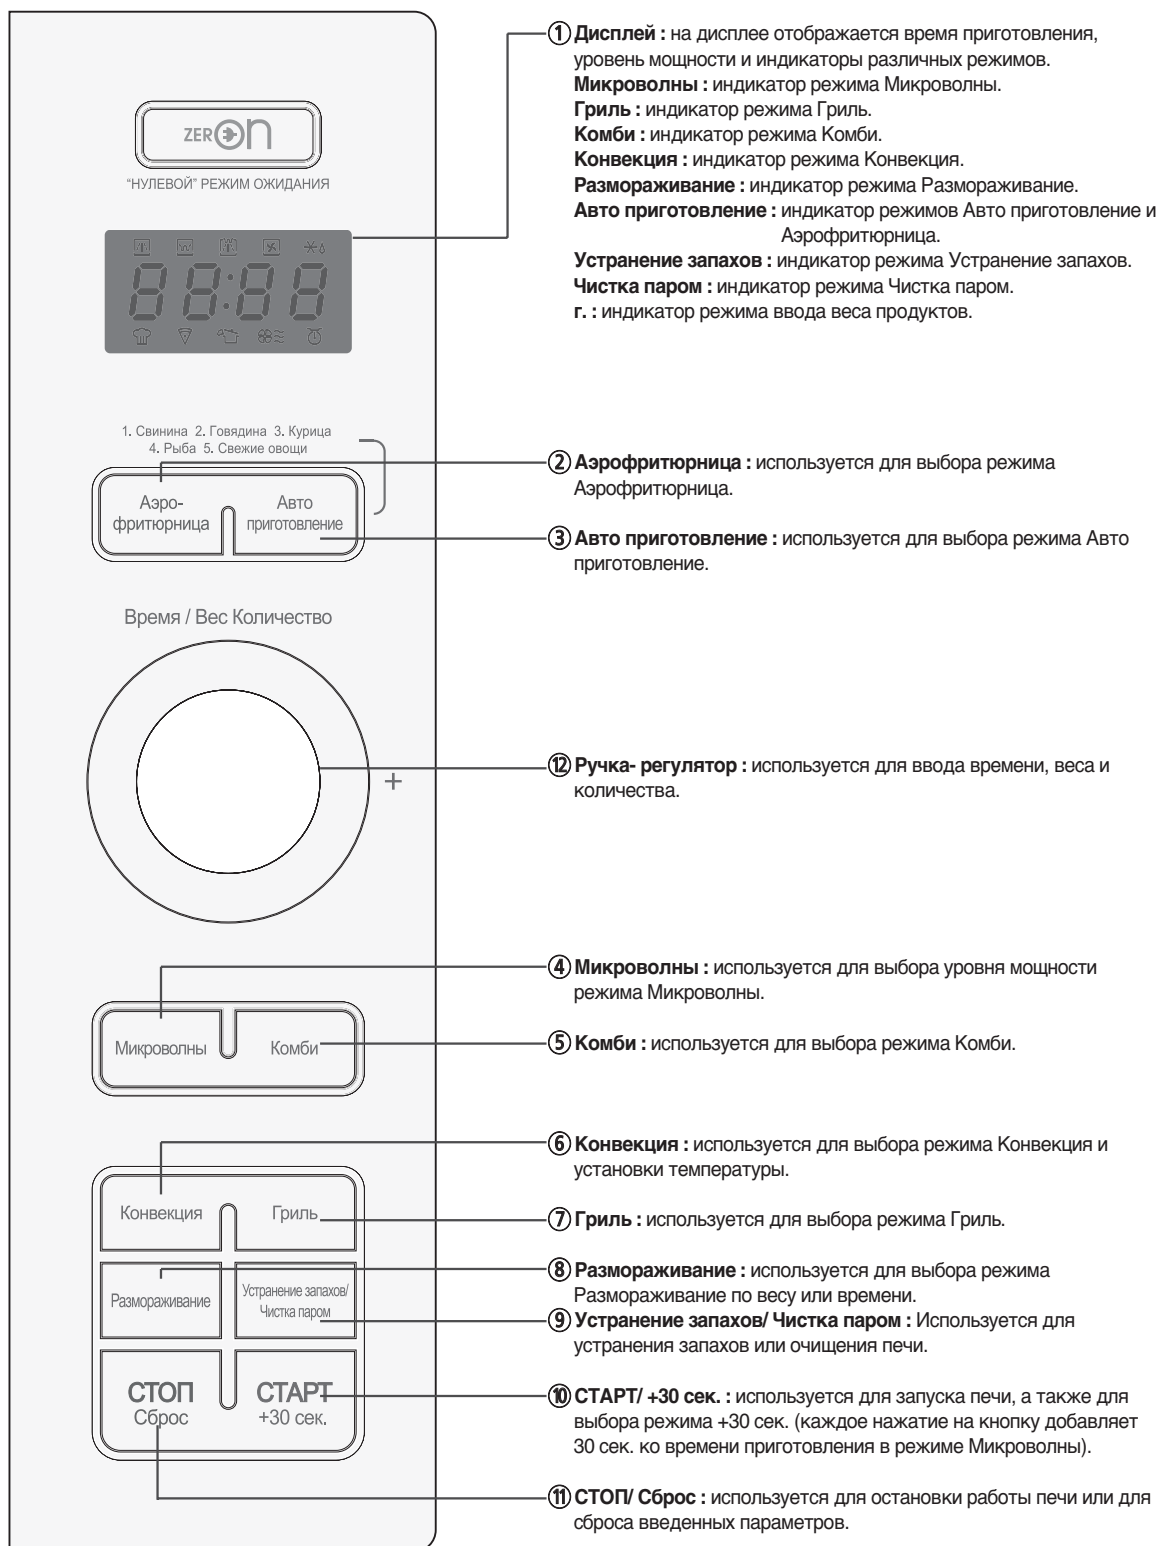 ZERON
“НУЛЕВОЙ” РЕЖИМ ОЖИДАНИЯ
88:88
1. Свинина 2. Говядина 3. Курица
4. Рыба 5. Свежие овощи
Аэро-
фритюрница
Авто
приготовление
Время / Вес Количество
+
Микроволны
Комби
Конвекция
Гриль
Размораживание
Устранение запахов/
Чистка паром
СТОП
Сброс
СТАРТ
+30 сек.
① Дисплей : на дисплее отображается время приготовления,
уровень мощности и индикаторы различных режимов.
Микроволны : индикатор режима Микроволны.
Гриль : индикатор режима Гриль.
Комби : индикатор режима Комби.
Конвекция : индикатор режима Конвекция.
Размораживание : индикатор режима Размораживание.
Авто приготовление : индикатор режимов Авто приготовление и
Аэрофритюрница.
Устранение запахов : индикатор режима Устранение запахов.
Чистка паром : индикатор режима Чистка паром.
г. : индикатор режима ввода веса продуктов.
② Аэрофритюрница : используется для выбора режима
Аэрофритюрница.
③ Авто приготовление : используется для выбора режима Авто
приготовление.
⑫ Ручка- регулятор : используется для ввода времени, веса и
количества.
④ Микроволны : используется для выбора уровня мощности
режима Микроволны.
⑤ Комби : используется для выбора режима Комби.
⑥ Конвекция : используется для выбора режима Конвекция и
установки температуры.
⑦ Гриль : используется для выбора режима Гриль.
⑧ Размораживание : используется для выбора режима
Размораживание по весу или времени.
⑨ Устранение запахов/ Чистка паром : Используется для
устранения запахов или очищения печи.
⑩ СТАРТ/ +30 сек. : используется для запуска печи, а также для
выбора режима +30 сек. (каждое нажатие на кнопку добавляет
30 сек. ко времени приготовления в режиме Микроволны).
⑪ СТОП/ Сброс : используется для остановки работы печи или для
сброса введенных параметров.